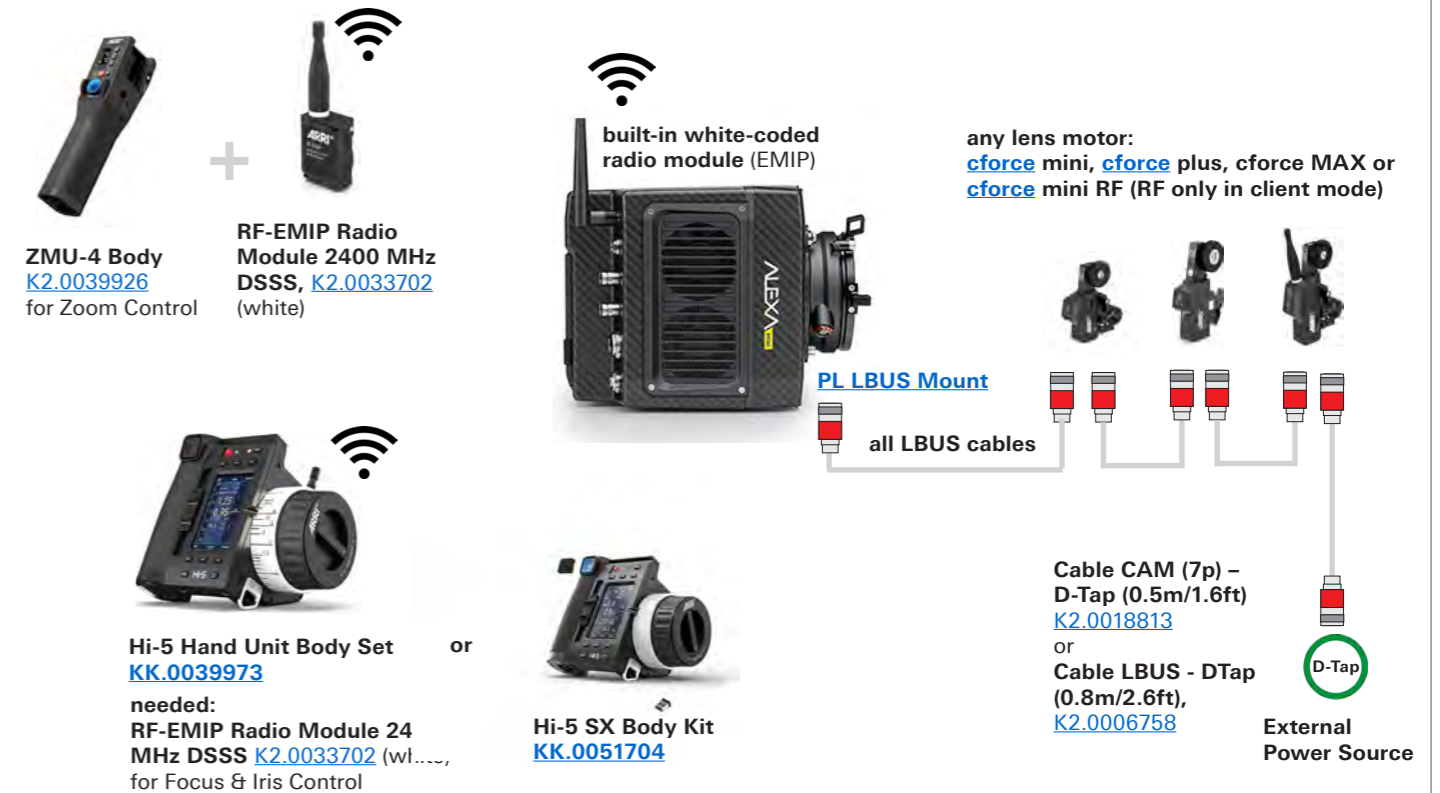 ZMU-4 Body
K2.0039926
for Zoom Control
+
ARRI
RF-EMIP Radio
Module 2400 MHz
DSSS, K2.0033702
(white)
built-in white-coded
radio module (EMIP)
ALEXA
any lens motor:
cforce mini, cforce plus, cforce MAX or
cforce mini RF (RF only in client mode)
PL LBUS Mount
all LBUS cables
ARRI
Hi-5
Hi-5 Hand Unit Body Set
KK.0039973
needed:
RF-EMIP Radio Module 24
MHz DSSS K2.0033702
for Focus & Iris Control
or
Hi-5 SX Body Kit
KK.0051704
Cable CAM (7p) –
D-Tap (0.5m/1.6ft)
K2.0018813
or
Cable LBUS - DTap
(0.8m/2.6ft),
K2.0006758
D-Tap
External
Power Source